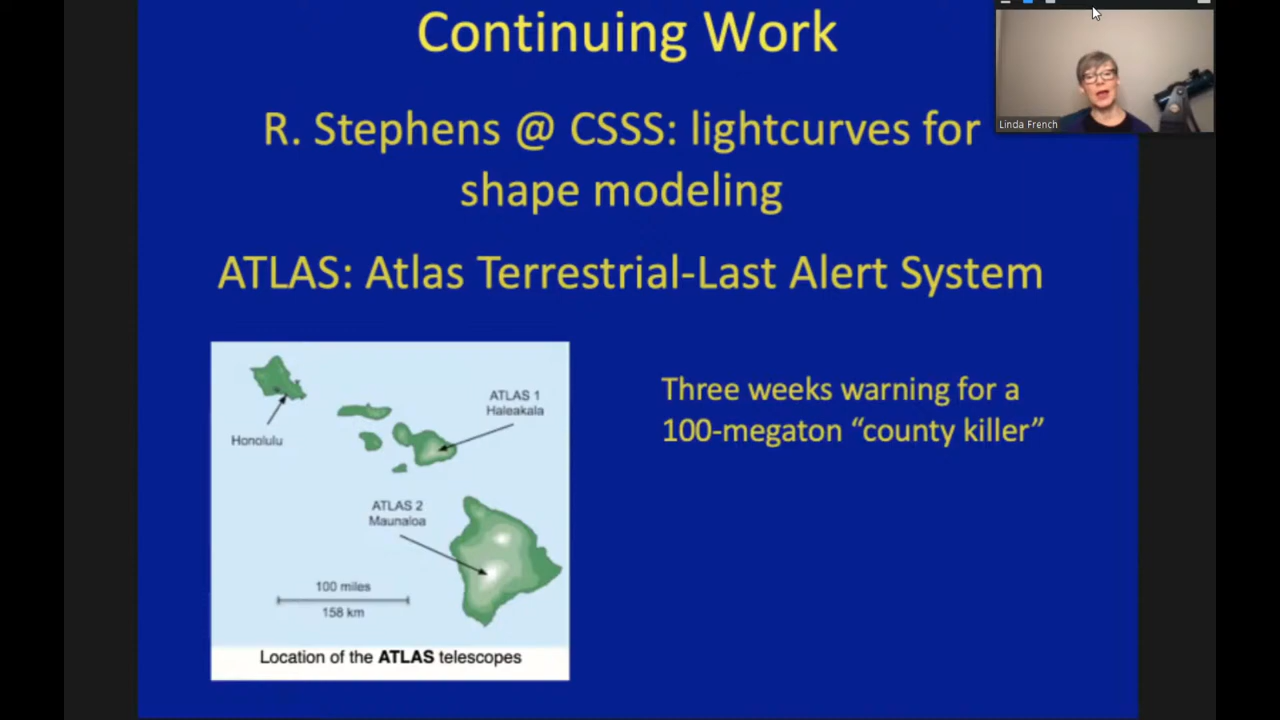 Continuing Work
Linda French
R. Stephens @ CSSS: lightcurves for
shape modeling
ATLAS: Atlas Terrestrial-Last Alert System
ATLAS 1
Haleakala
Honolulu
ATLAS 2
Maunaloa
100 miles
158 km
Location of the ATLAS telescopes
Three weeks warning for a
100-megaton “county killer”